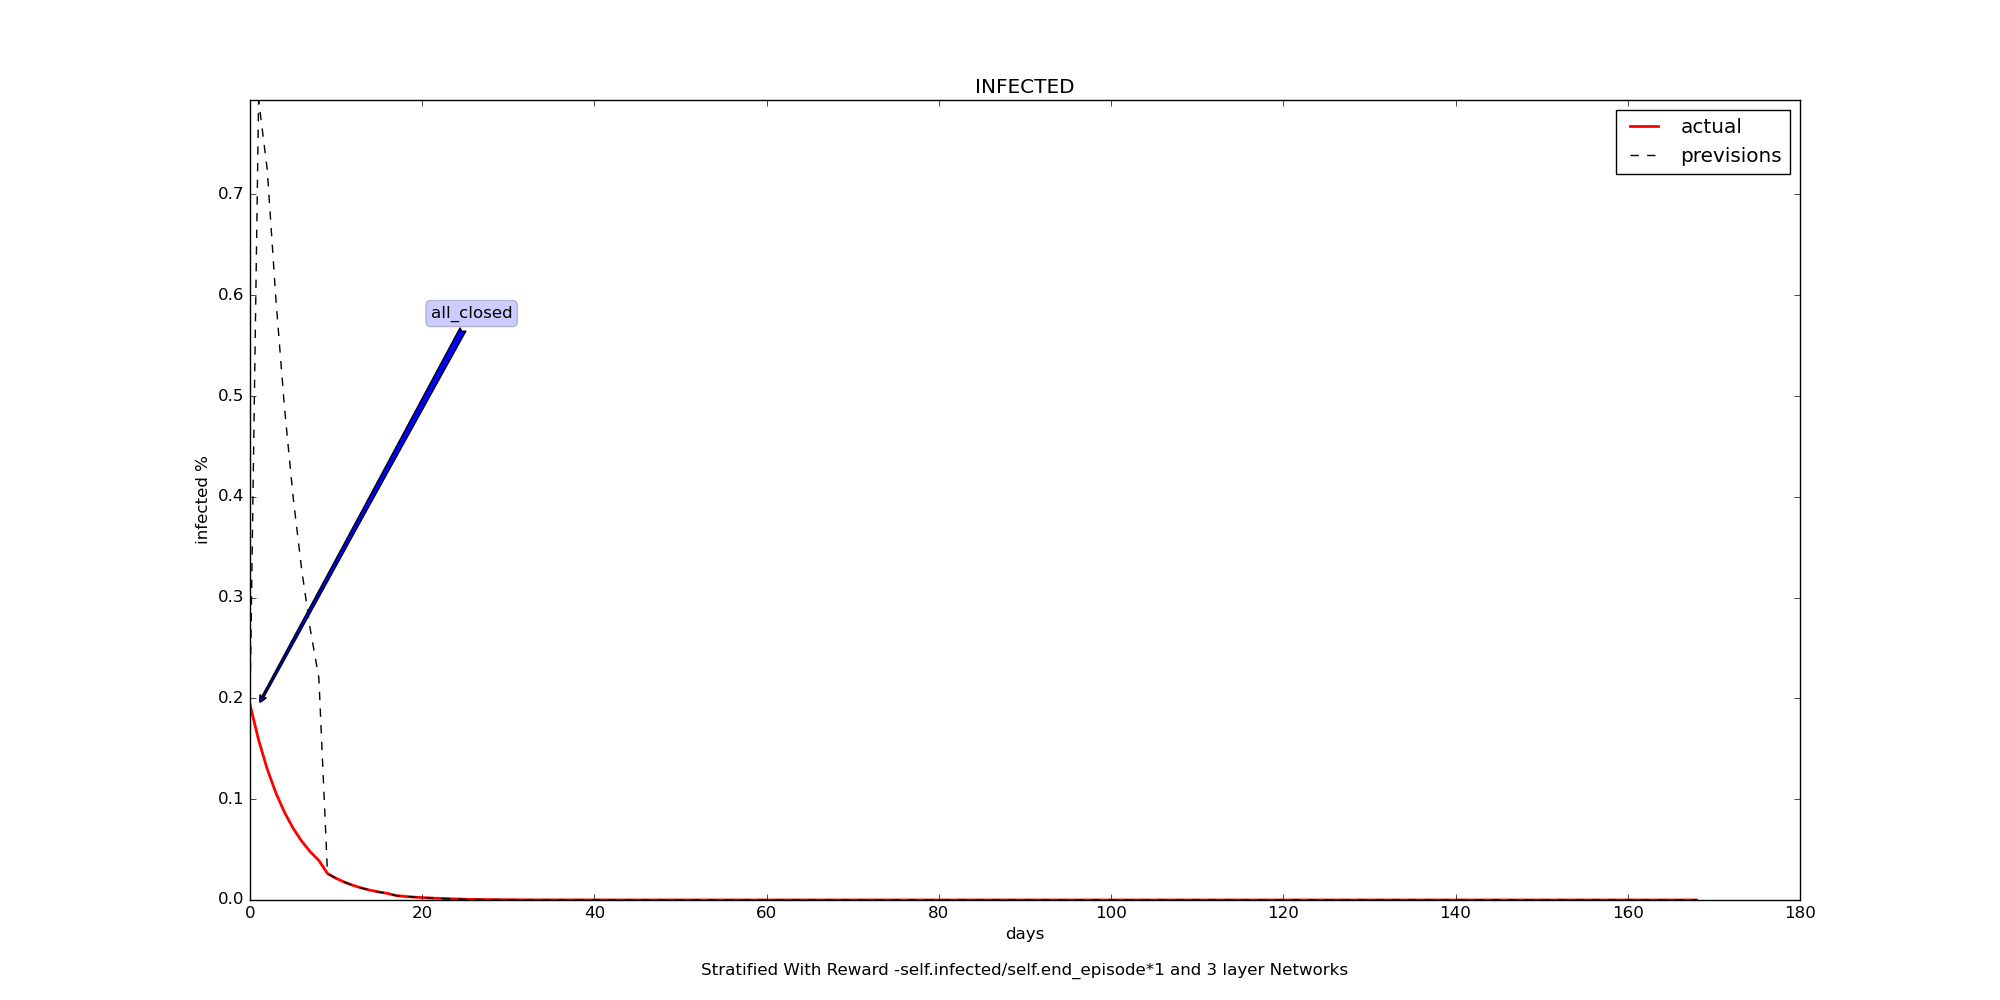 INFECTED
actual
previsions
all_closed
infected %
0.7
0.6
0.5
0.4
0.3
0.2
0.1
0.0
0 20 40 60 80 100 120 140 160 180
days
Stratified With Reward -self.infected/self.end_episode*1 and 3 layer Networks